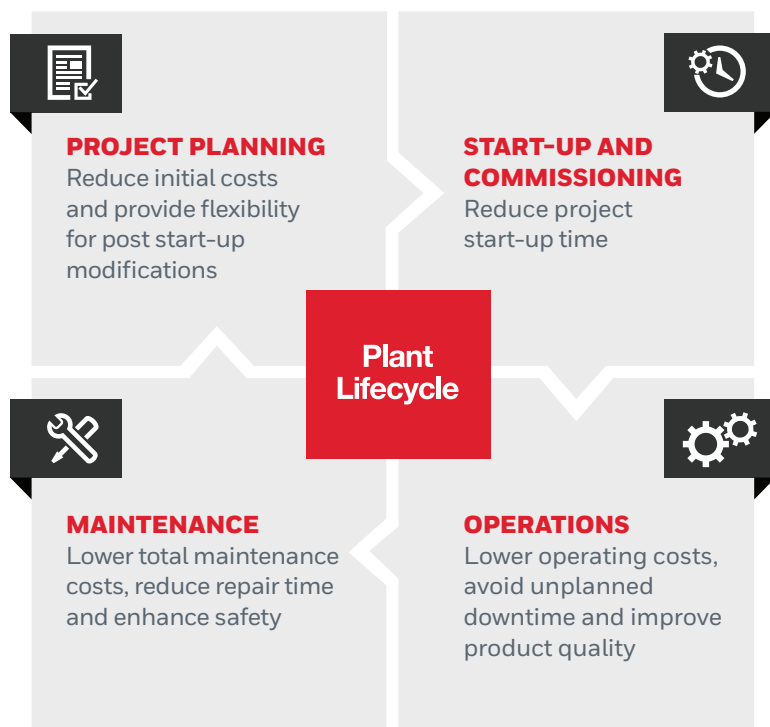 PROJECT PLANNING
Reduce initial costs
and provide flexibility
for post start-up
modifications
START-UP AND
COMMISSIONING
Reduce project
start-up time
Plant
Lifecycle
MAINTENANCE
Lower total maintenance
costs, reduce repair time
and enhance safety
OPERATIONS
Lower operating costs,
avoid unplanned
downtime and improve
product quality